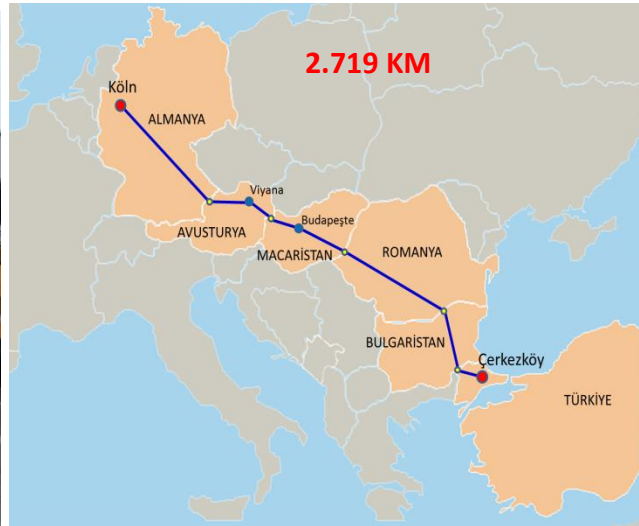 2.719 KM
Köln
ALMANYA
Viyana
AVUSTURYA
Budapeşte
MACARİSTAN
ROMANYA
BULGARİSTAN
Çerkezköy
TÜRKİYE